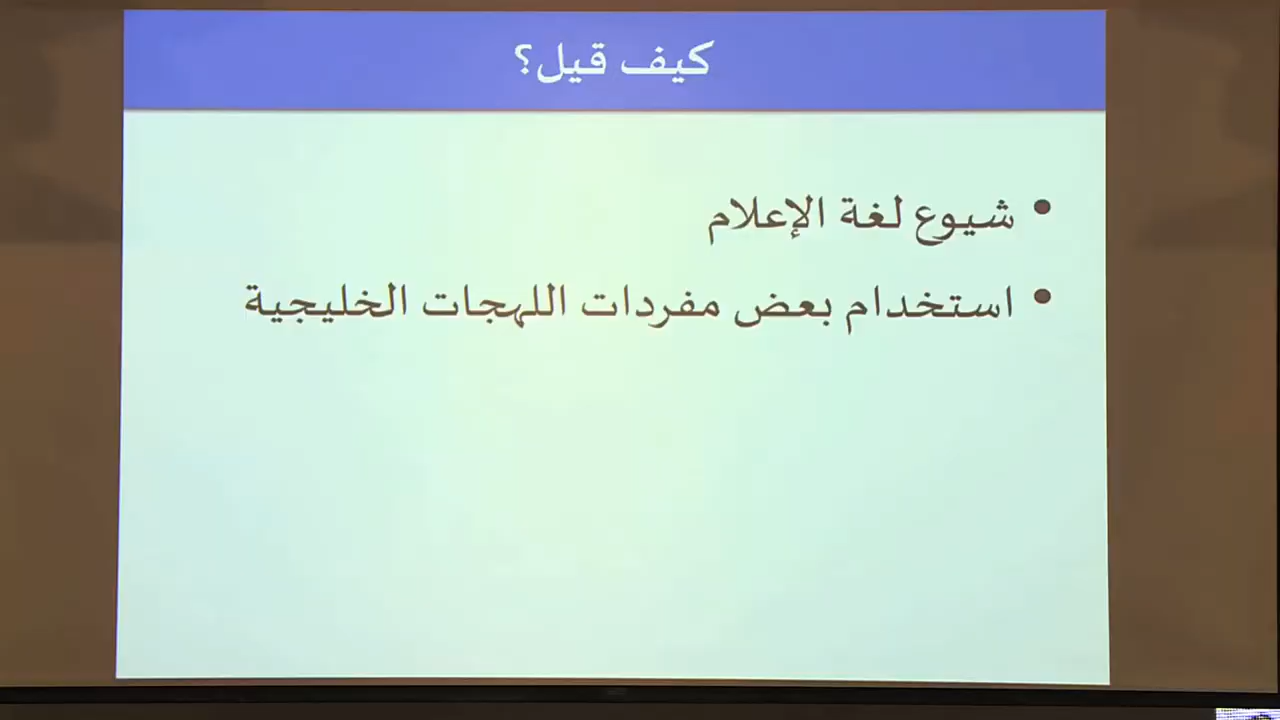 كيف قيل؟
• شيوع لغة الإعلام
• استخدام بعض مفردات اللهجات الخليجية